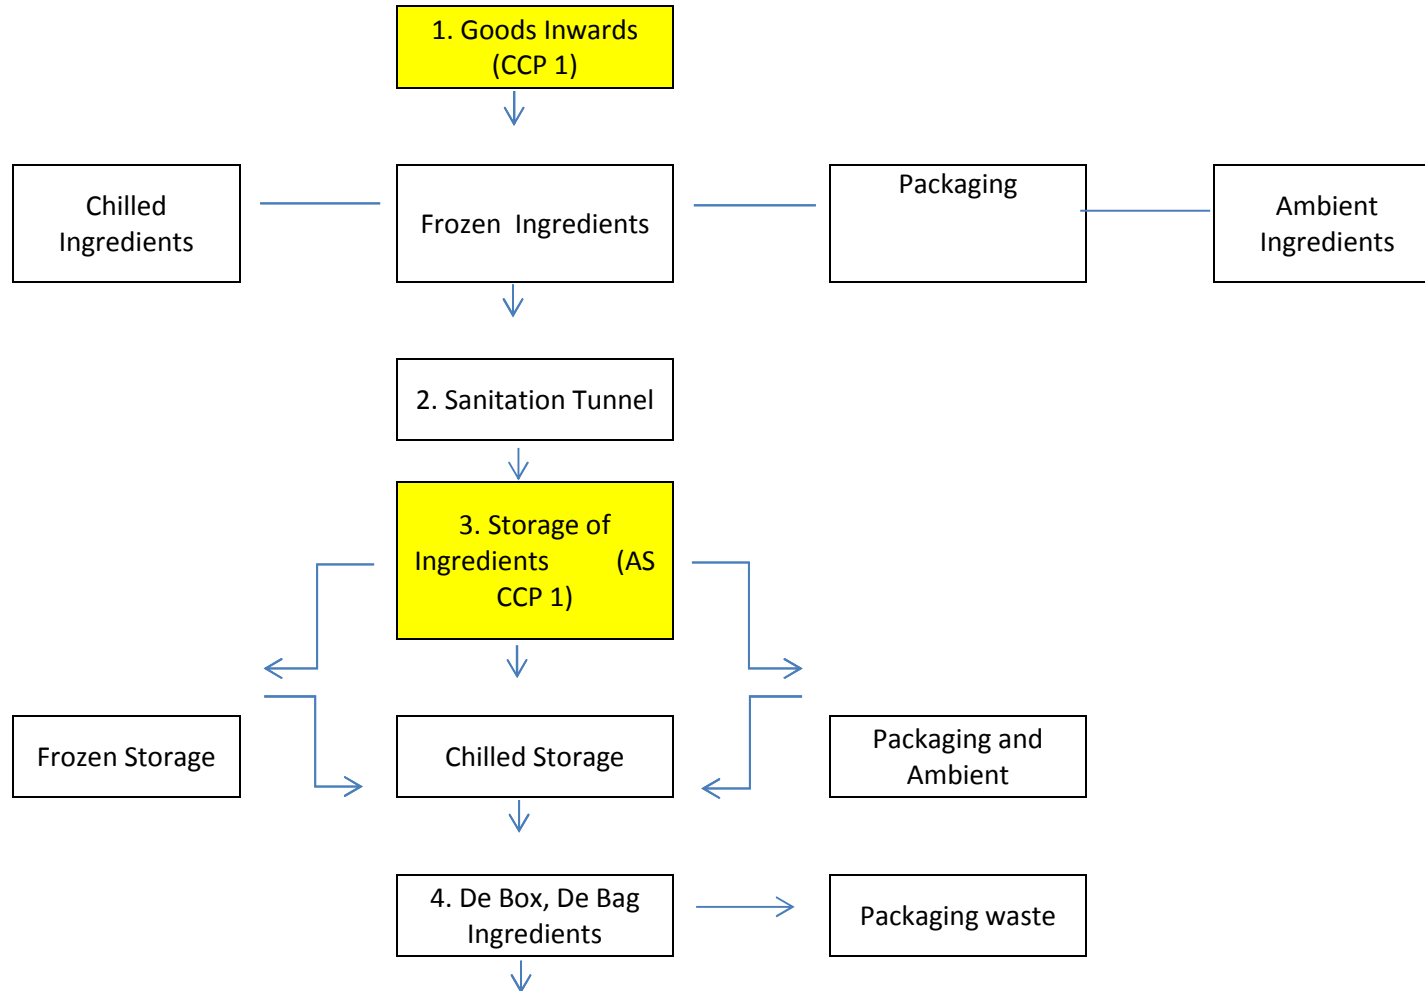 1. Goods Inwards
(CCP 1)
Chilled
Ingredients
Frozen  Ingredients
Packaging
Ambient
Ingredients
2. Sanitation Tunnel
3. Storage of
Ingredients          (AS
CCP 1)
Frozen Storage
Chilled Storage
Packaging and
Ambient
4. De Box, De Bag
Ingredients
Packaging waste